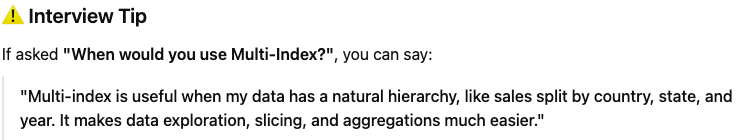 ⚠️ Interview Tip
If asked "When would you use Multi-Index?", you can say:
"Multi-index is useful when my data has a natural hierarchy, like sales split by country, state, and
year. It makes data exploration, slicing, and aggregations much easier."